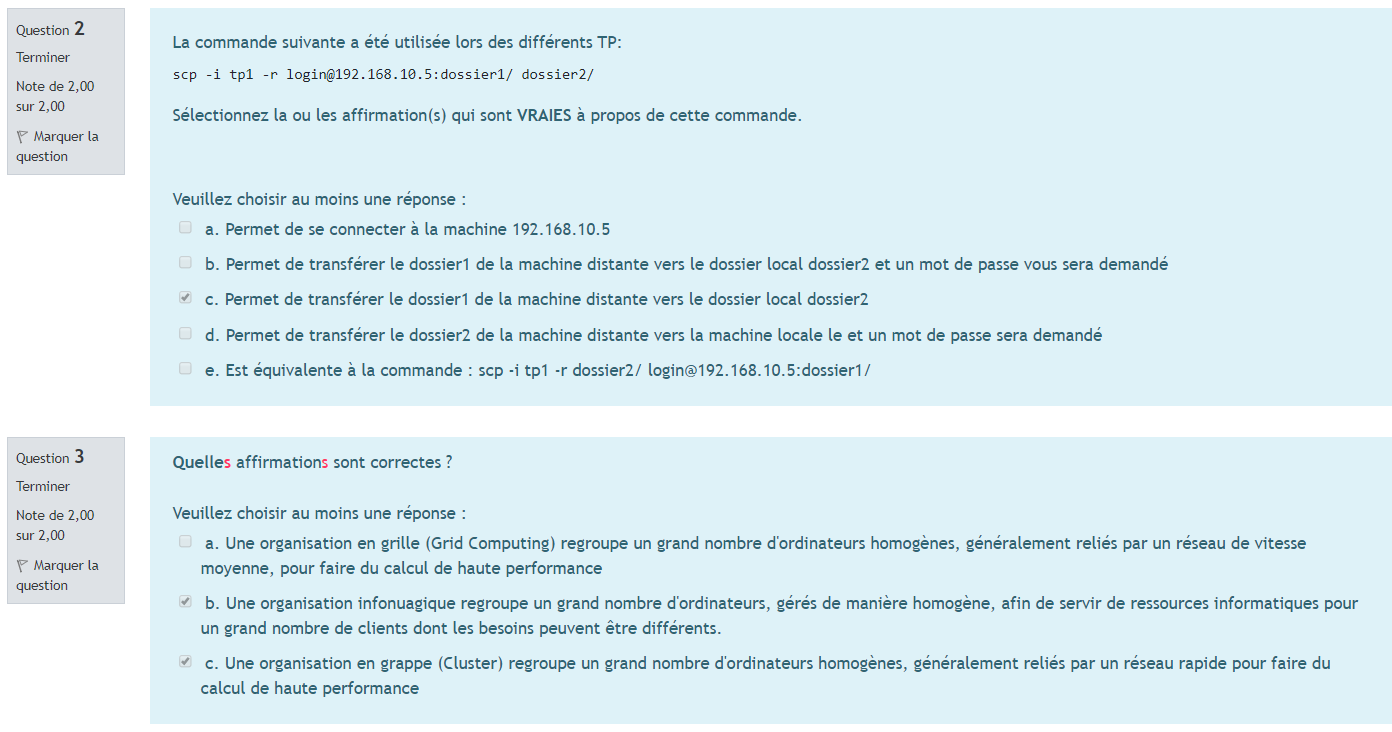 Question 2
Terminer
Note de 2,00
sur 2,00
Marquer la
question
La commande suivante a été utilisée lors des différents TP:
scp -i tp1 -r login@192.168.10.5:dossier1/ dossier2/
Sélectionnez la ou les affirmation(s) qui sont VRAIES à propos de cette commande.
Veuillez choisir au moins une réponse :
a. Permet de se connecter à la machine 192.168.10.5
b. Permet de transférer le dossier1 de la machine distante vers le dossier local dossier2 et un mot de passe vous sera demandé
c. Permet de transférer le dossier1 de la machine distante vers le dossier local dossier2
d. Permet de transférer le dossier2 de la machine distante vers la machine locale le et un mot de passe sera demandé
e. Est équivalente à la commande : scp -i tp1 -r dossier2/ login@192.168.10.5:dossier1/
Question 3
Terminer
Note de 2,00
sur 2,00
Marquer la
question
Quelles affirmations sont correctes ?
Veuillez choisir au moins une réponse :
a. Une organisation en grille (Grid Computing) regroupe un grand nombre d'ordinateurs homogènes, généralement reliés par un réseau de vitesse
moyenne, pour faire du calcul de haute performance
b. Une organisation infonuagique regroupe un grand nombre d'ordinateurs, gérés de manière homogène, afin de servir de ressources informatiques pour
un grand nombre de clients dont les besoins peuvent être différents.
c. Une organisation en grappe (Cluster) regroupe un grand nombre d'ordinateurs homogènes, généralement reliés par un réseau rapide pour faire du
calcul de haute performance